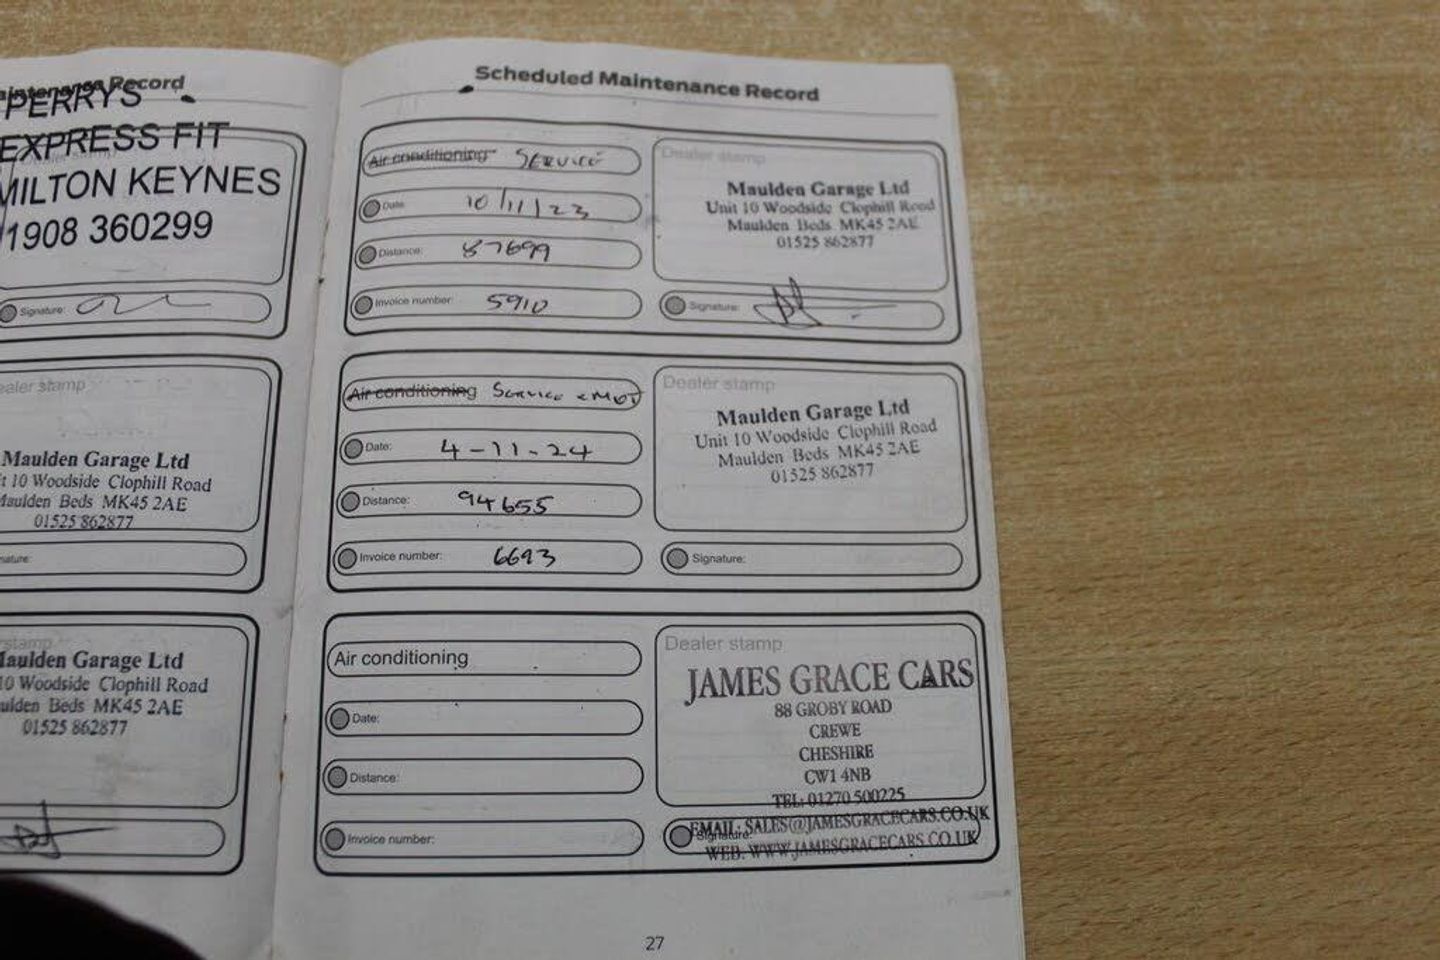 Maintenance Record
PERRYS
EXPRESS FIT
MILTON KEYNES
1908 360299
Signature:
Dealer stamp
Maulden Garage Ltd
it 10 Woodside Clophill Road
Maulden Beds MK45 2AE
01525 862877
nature:
stamp
Maulden Garage Ltd
10 Woodside Clophill Road
ulden Beds MK45 2AE
01525 862877
Scheduled Maintenance Record
Air conditioning SERVICE
Date: 10/11/23
Distance: 87699
Invoice number: 5910
Dealer stamp
Maulden Garage Ltd
Unit 10 Woodside Clophill Road
Maulden Beds MK45 2AE
01525 862877
Signature:
Air conditioning Service + MOT
Date: 4-11-24
Distance: 94655
Invoice number: 6693
Dealer stamp
Maulden Garage Ltd
Unit 10 Woodside Clophill Road
Maulden Beds MK45 2AE
01525 862877
Signature:
Air conditioning
Date:
Distance:
Invoice number:
Dealer stamp
JAMES GRACE CARS
88 GROBY ROAD
CREWE
CHESHIRE
CW1 4NB
TEL: 01270 500225
EMAIL: SALES@JAMESGRACECARS.CO.UK
Signature:
WEB: WWW.JAMESGRACECARS.CO.UK
27